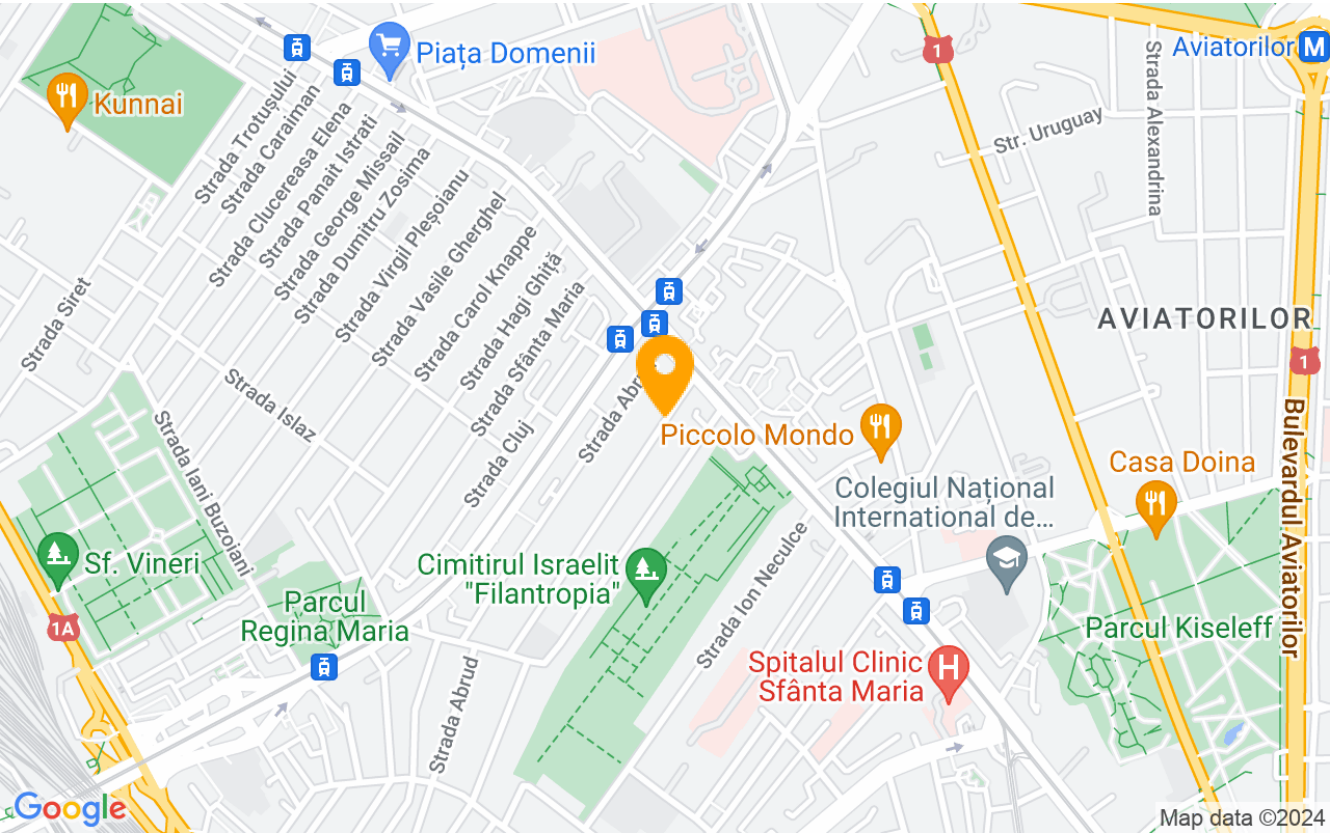 1
Aviatorilor
M
Piața Domenii
Kunnai
Strada Trotușului
Strada Caraiman
Strada Clucereasa Elena
Strada Panait Istrati
Strada George Missail
Strada Dumitru Zosima
Strada Virgil Pleșoianu
Strada Vasile Gherghel
Strada Carol Knappe
Strada Hagi Ghiță
Strada Sfânta Maria
Strada Cluj
Str. Uruguay
Strada Alexandrina
Strada Siret
AVIATORILOR
1
Strada Islaz
Strada Iani Buzoiani
Strada
Piccolo Mondo
Casa Doina
Bulevardul Aviatorilor
Colegiul Național
International de...
Sf. Vineri
Cimitirul Israelit
"Filantropia"
Strada Ion Neculce
Parcul
Regina Maria
1A
Parcul Kiseleff
Spitalul Clinic
Sfânta Maria
H
Strada Abrud
Google
Map data ©2024